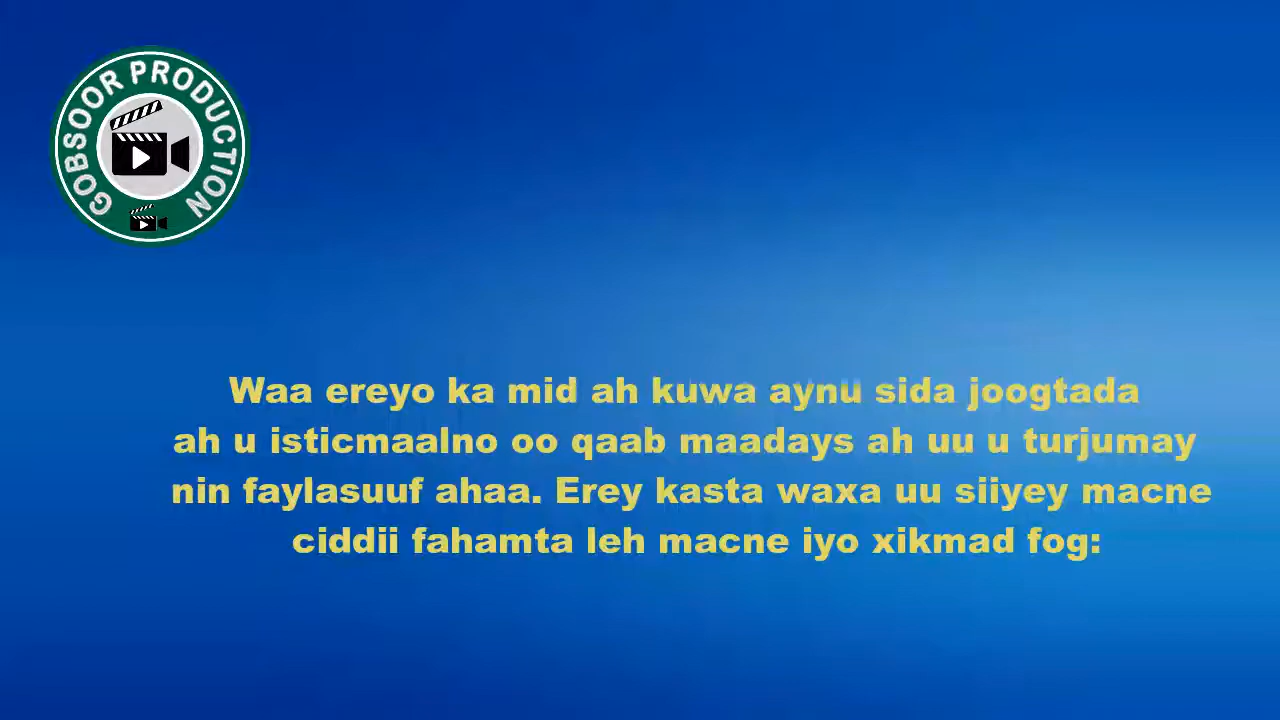 GOBSOOR PRODUCTION
Waa ereyo ka mid ah kuwa aynu sida joogtada
ah u isticmaalno oo qaab maadays ah uu u turjumay
nin faylasuuf ahaa. Erey kasta waxa uu siiyey macne
ciddii fahamta leh macne iyo xikmad fog: